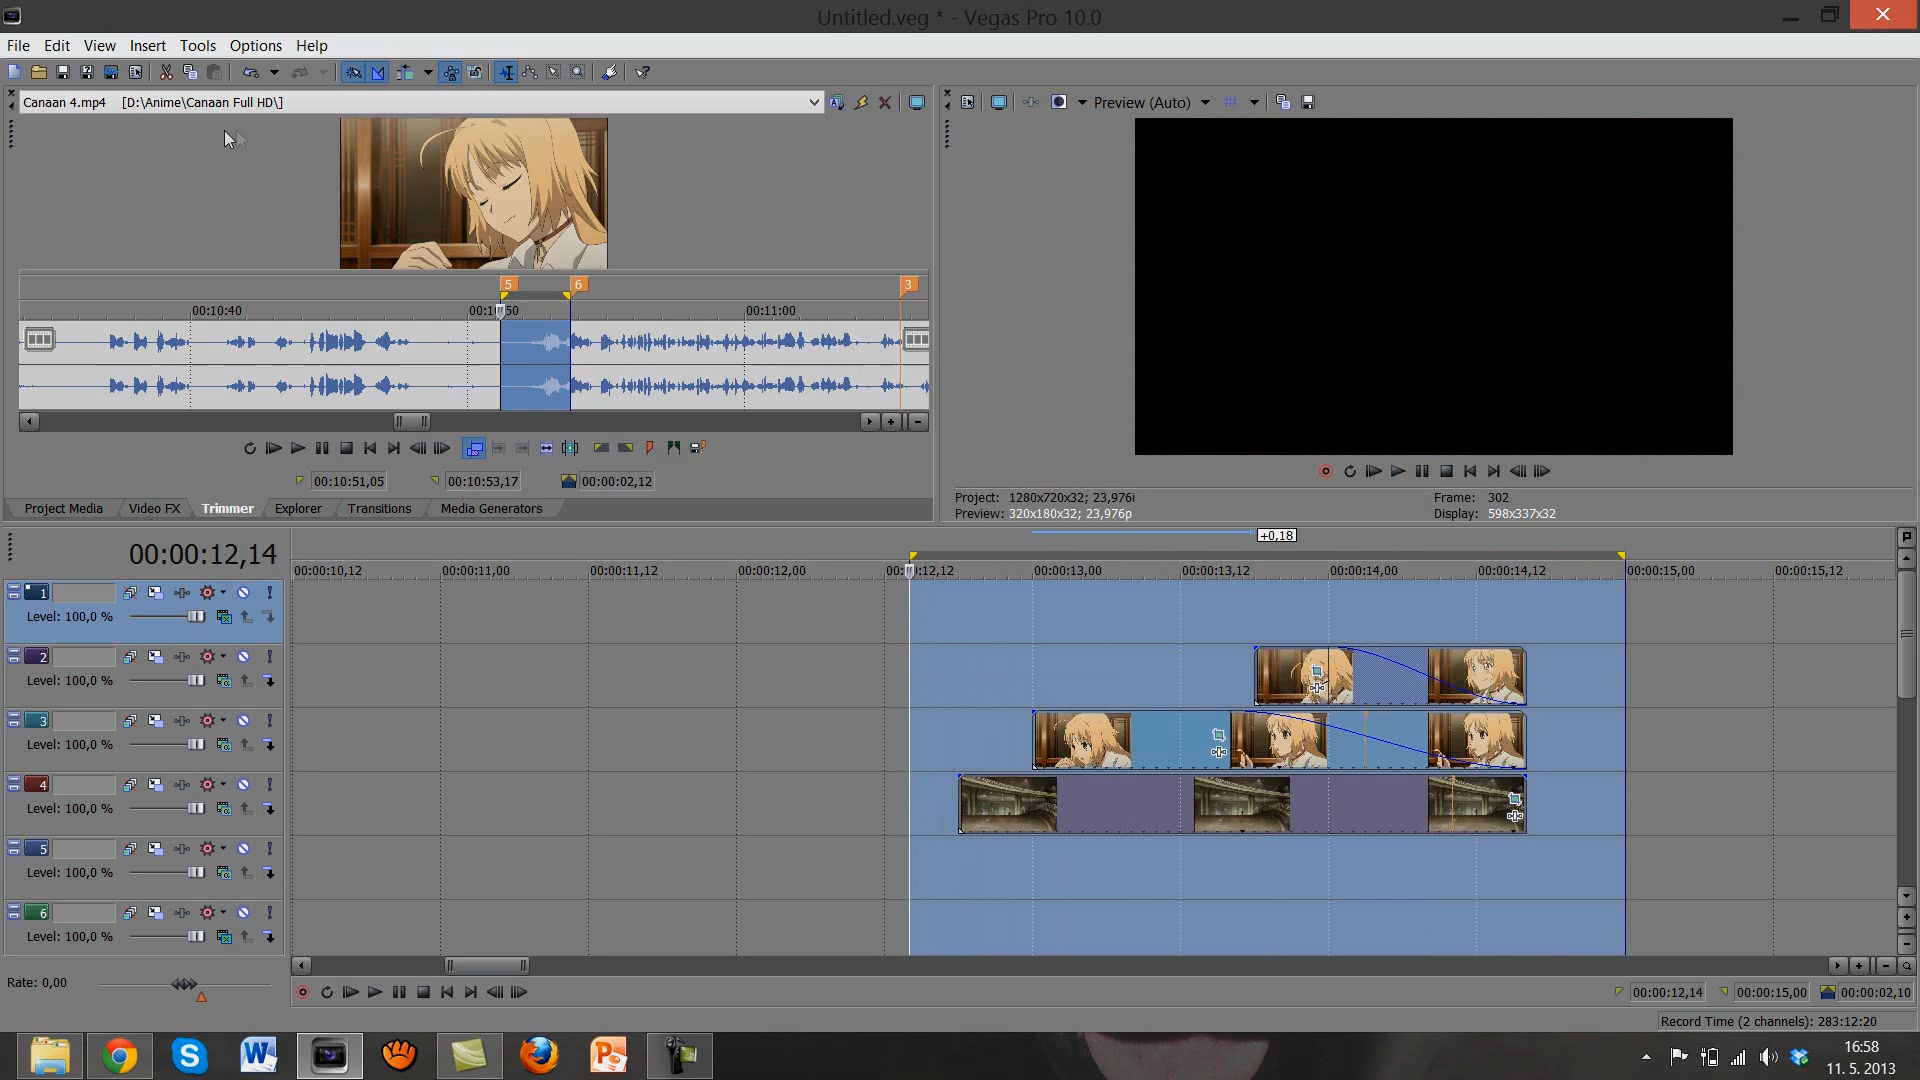 Untitled.veg * - Vegas Pro 10.0
File Edit View Insert Tools Options Help
Canaan 4.mp4 [D:\Anime\Canaan Full HD\]
Preview (Auto)
5 6 3
00:10:40 00:10:50 00:11:00
00:10:51,05 00:10:53,17 00:00:02,12
Project Media Video FX Trimmer Explorer Transitions Media Generators
Project: 1280x720x32; 23,976i
Frame: 302
Preview: 320x180x32; 23,976p
Display: 598x337x32
+0,18
00:00:12,14
00:00:10,12 00:00:11,00 00:00:11,12 00:00:12,00 00:00:12,12 00:00:13,00 00:00:13,12 00:00:14,00 00:00:14,12 00:00:15,00 00:00:15,12
1
Level: 100,0 %
2
Level: 100,0 %
3
Level: 100,0 %
4
Level: 100,0 %
5
Level: 100,0 %
6
Level: 100,0 %
Rate: 0,00
00:00:12,14 00:00:15,00 00:00:02,10
Record Time (2 channels): 283:12:20
16:58
11. 5. 2013